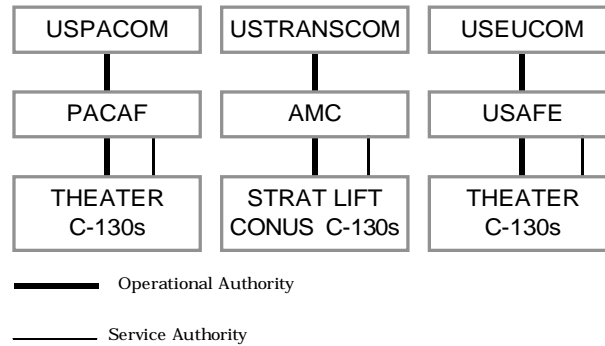 USPACOM
USTRANSCOM
USEUCOM
PACAF
AMC
USAFE
THEATER
C-130s
STRAT LIFT
CONUS C-130s
THEATER
C-130s
Operational Authority
Service Authority